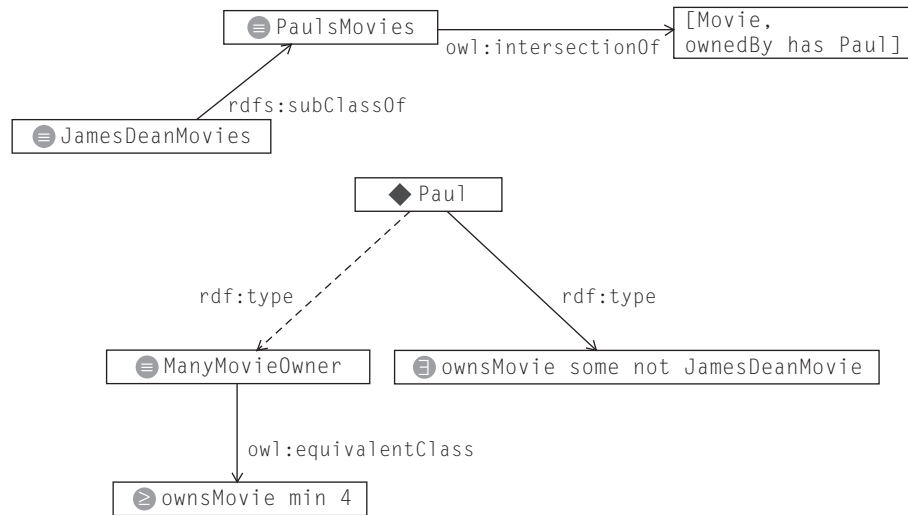 ≡ PaulsMovies
owl:intersectionOf
[Movie,
ownedBy has Paul]
rdfs:subClassOf
≡ JamesDeanMovies
◆ Paul
rdf:type
rdf:type
≡ ManyMovieOwner
∃ ownsMovie some not JamesDeanMovie
owl:equivalentClass
≥ ownsMovie min 4